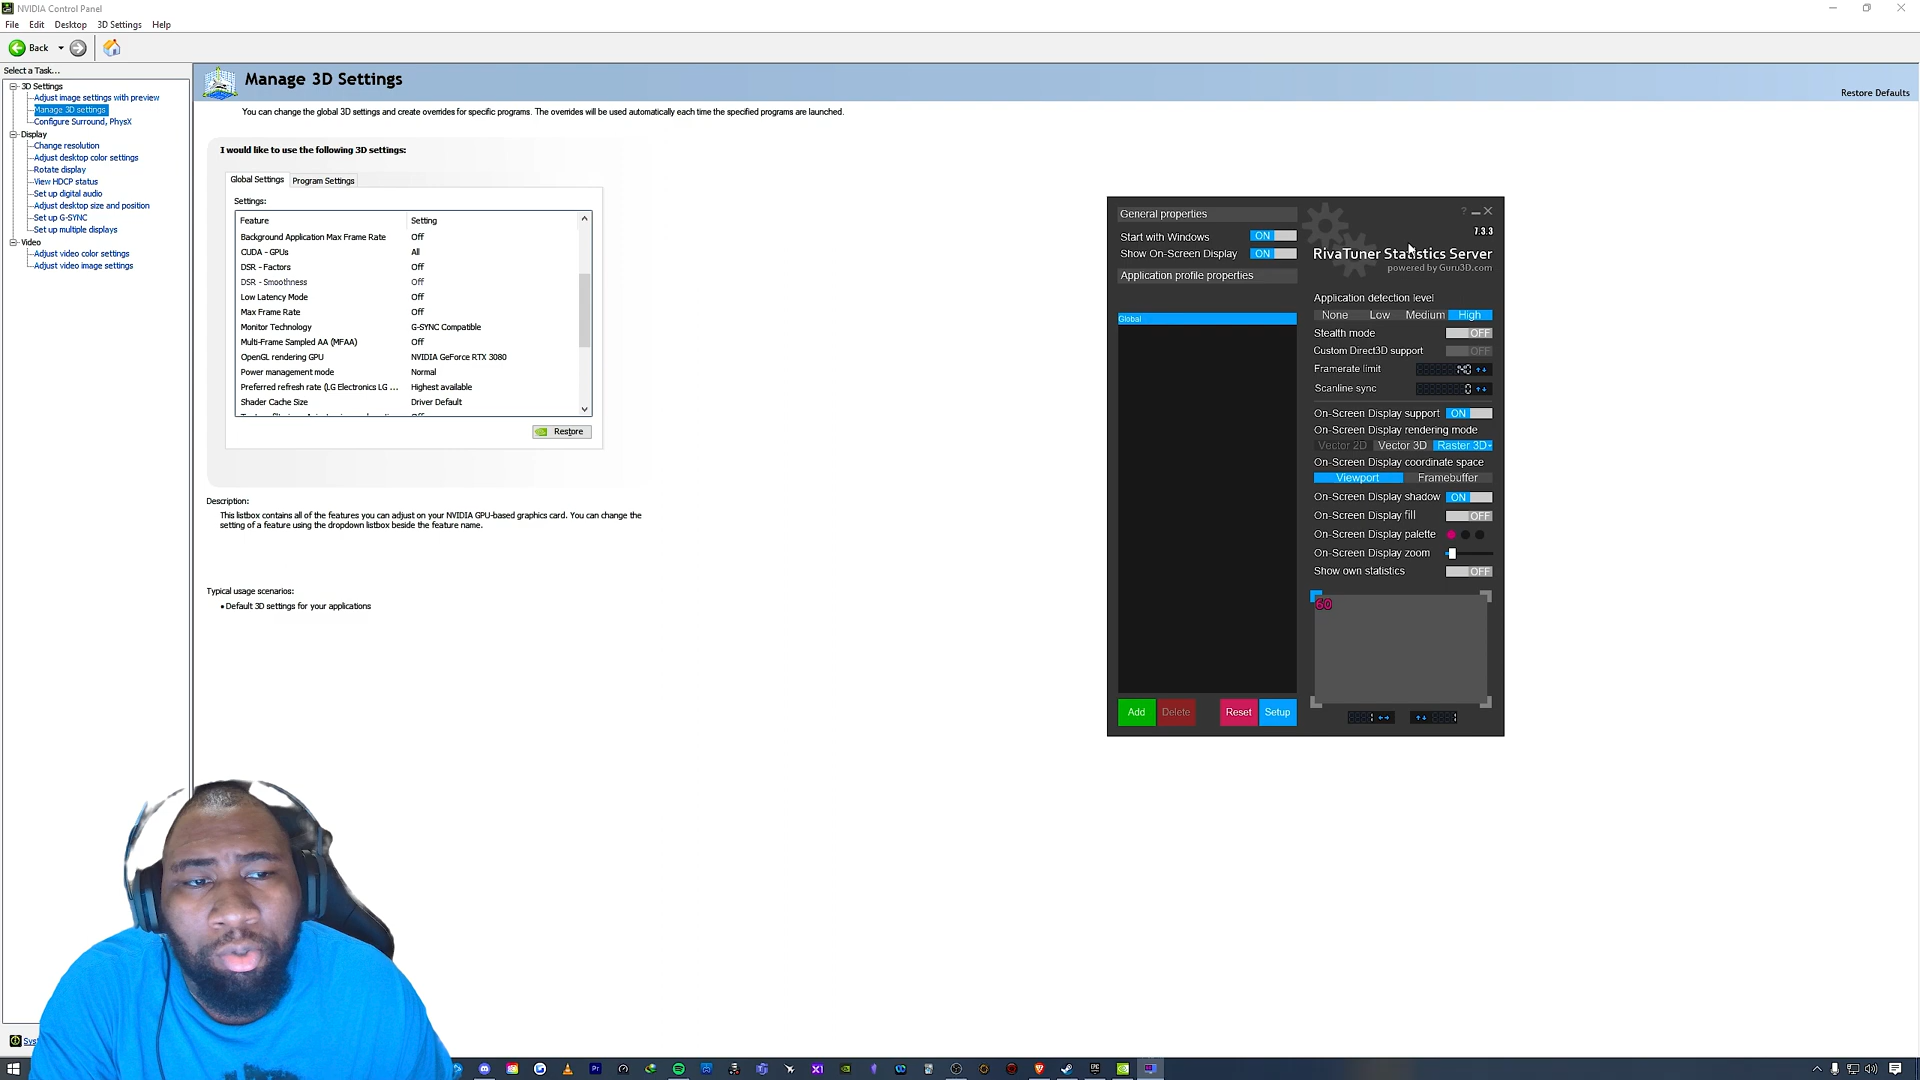 NVIDIA Control Panel
File Edit Desktop 3D Settings Help
Back
Select a Task...
3D Settings
Adjust image settings with preview
Manage 3D settings
Configure Surround, PhysX
Display
Change resolution
Adjust desktop color settings
Rotate display
View HDCP status
Set up digital audio
Adjust desktop size and position
Set up G-SYNC
Set up multiple displays
Video
Adjust video color settings
Adjust video image settings
Manage 3D Settings
Restore Defaults
You can change the global 3D settings and create overrides for specific programs. The overrides will be used automatically each time the specified programs are launched.
I would like to use the following 3D settings:
Global Settings Program Settings
Settings:
Feature Setting
Background Application Max Frame Rate Off
CUDA - GPUs All
DSR - Factors Off
DSR - Smoothness Off
Low Latency Mode Off
Max Frame Rate Off
Monitor Technology G-SYNC Compatible
Multi-Frame Sampled AA (MFAA) Off
OpenGL rendering GPU NVIDIA GeForce RTX 3080
Power management mode Normal
Preferred refresh rate (LG Electronics LG ... Highest available
Shader Cache Size Driver Default
Restore
Description:
This listbox contains all of the features you can adjust on your NVIDIA GPU-based graphics card. You can change the
setting of a feature using the dropdown listbox beside the feature name.
Typical usage scenarios:
• Default 3D settings for your applications
General properties
Start with Windows ON
Show On-Screen Display ON
Application profile properties
Global
Add Delete Reset Setup
?
7.3.3
RivaTuner Statistics Server
powered by Guru3D.com
Application detection level
None Low Medium High
Stealth mode OFF
Custom Direct3D support OFF
Framerate limit
Scanline sync 0
On-Screen Display support ON
On-Screen Display rendering mode
Vector 2D Vector 3D Raster 3D
On-Screen Display coordinate space
Viewport Framebuffer
On-Screen Display shadow ON
On-Screen Display fill OFF
On-Screen Display palette
On-Screen Display zoom
Show own statistics OFF
60
Pr
X1